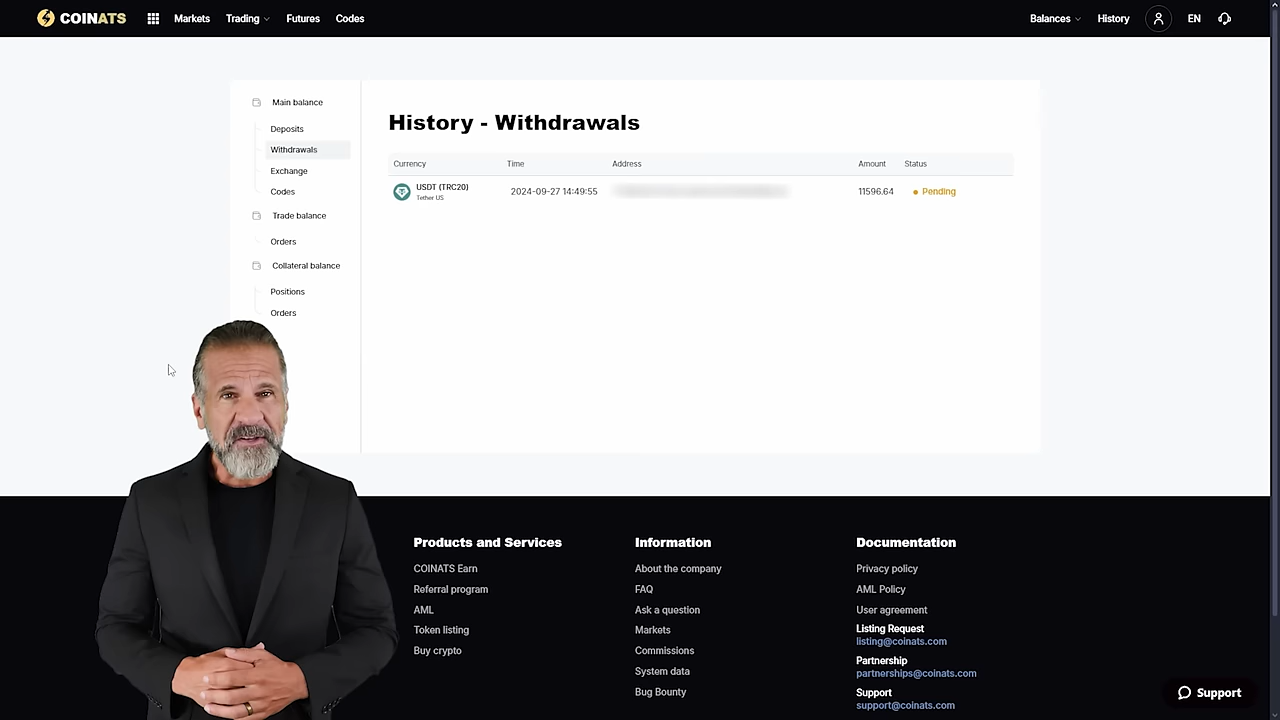 COINATS Markets Trading Futures Codes Balances History EN
Main balance
Deposits
Withdrawals
Exchange
Codes
Trade balance
Orders
Collateral balance
Positions
Orders
History - Withdrawals
Currency Time Address Amount Status
USDT (TRC20) 2024-09-27 14:49:55 11596.64 Pending
Tether US
Products and Services
COINATS Earn
Referral program
AML
Token listing
Buy crypto
Information
About the company
FAQ
Ask a question
Markets
Commissions
System data
Bug Bounty
Documentation
Privacy policy
AML Policy
User agreement
Listing Request
listing@coinats.com
Partnership
partnerships@coinats.com
Support
support@coinats.com
Support